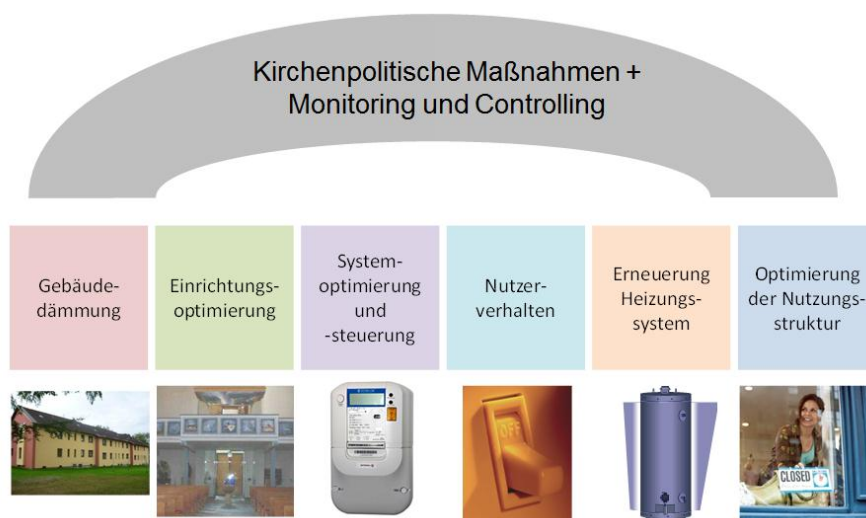 Kirchenpolitische Maßnahmen +
Monitoring und Controlling
Gebäude-
dämmung
Einrichtungs-
optimierung
System-
optimierung
und
-steuerung
Nutzer-
verhalten
Erneuerung
Heizungs-
system
Optimierung
der Nutzungs-
struktur
OFF
CLOSED